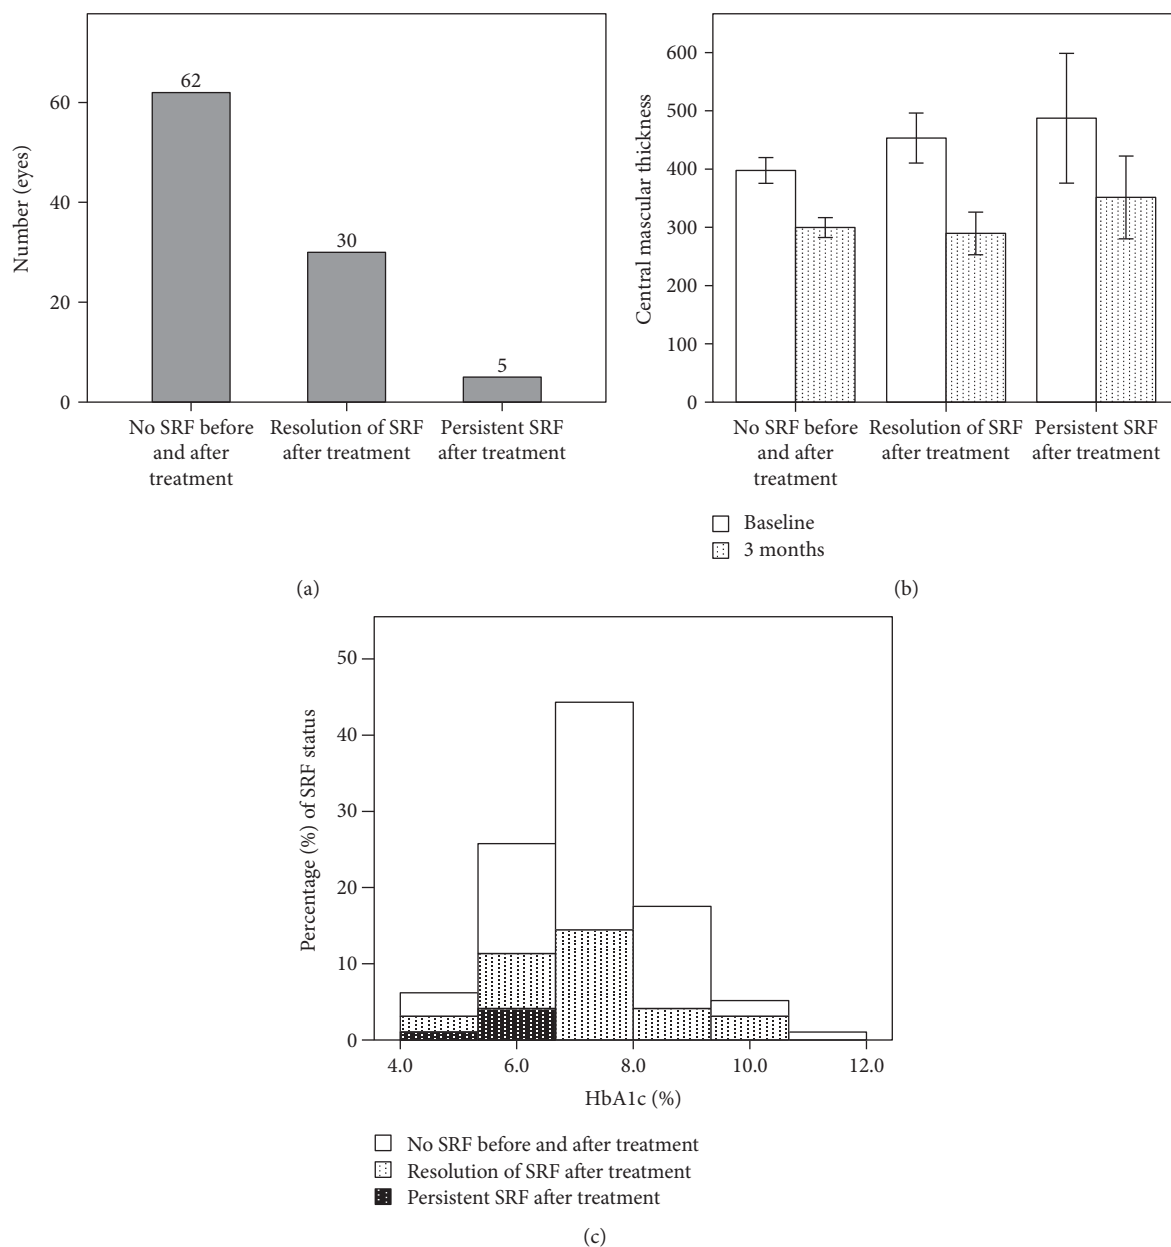 Number (eyes)
60
40
20
0
62
30
5
No SRF before
and after
treatment
Resolution of SRF
after treatment
Persistent SRF
after treatment
(a)
Central mascular thickness
600
500
400
300
200
100
0
No SRF before
and after
treatment
Resolution of SRF
after treatment
Persistent SRF
after treatment
Baseline
3 months
(b)
Percentage (%) of SRF status
50
40
30
20
10
0
4.0
6.0
8.0
10.0
12.0
HbA1c (%)
No SRF before and after treatment
Resolution of SRF after treatment
Persistent SRF after treatment
(c)